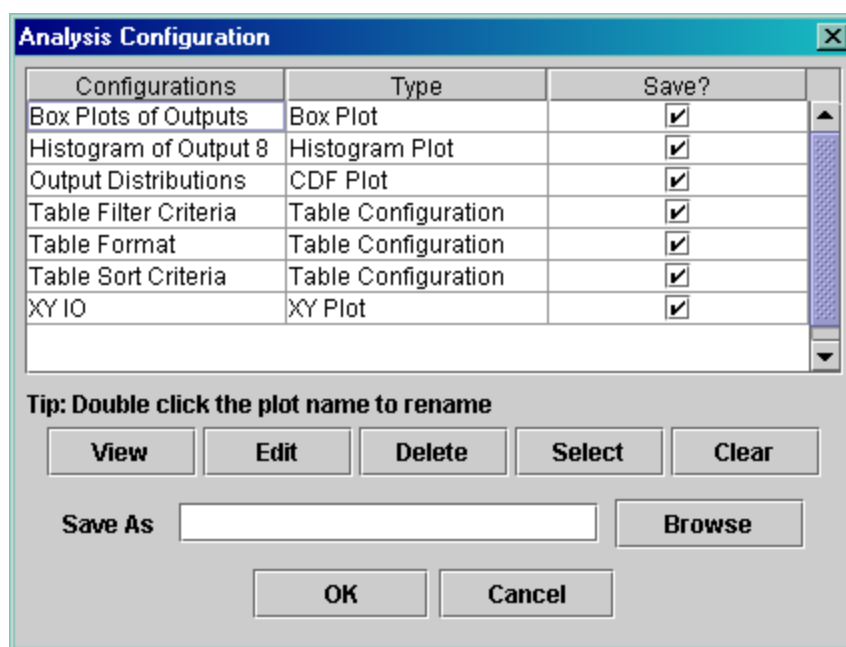 Analysis Configuration
Configurations Type Save?
Box Plots of Outputs Box Plot
Histogram of Output 8 Histogram Plot
Output Distributions CDF Plot
Table Filter Criteria Table Configuration
Table Format Table Configuration
Table Sort Criteria Table Configuration
XY IO XY Plot
Tip: Double click the plot name to rename
View Edit Delete Select Clear
Save As Browse
OK Cancel